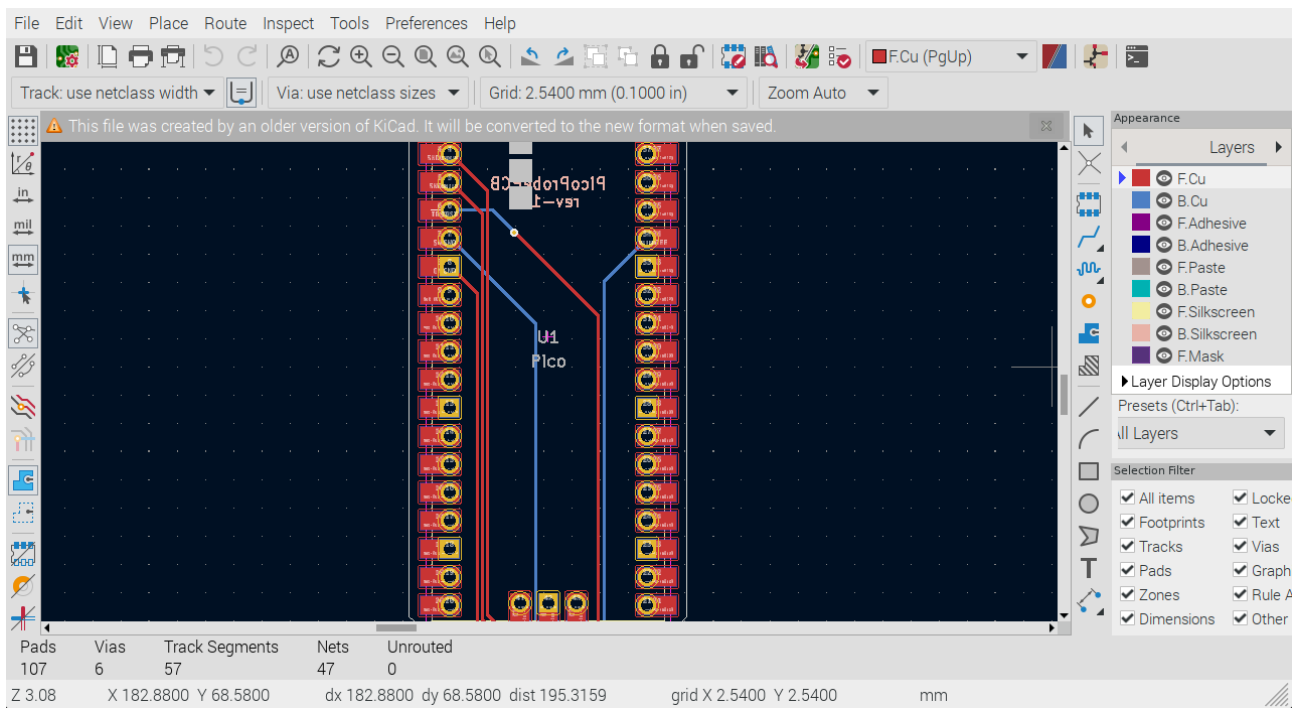 File Edit View Place Route Inspect Tools Preferences Help
F.Cu (PgUp)
Track: use netclass width Via: use netclass sizes Grid: 2.5400 mm (0.1000 in) Zoom Auto
This file was created by an older version of KiCad. It will be converted to the new format when saved.
Appearance
Layers
F.Cu
B.Cu
F.Adhesive
B.Adhesive
F.Paste
B.Paste
F.Silkscreen
B.Silkscreen
F.Mask
Layer Display Options
Presets (Ctrl+Tab):
ll Layers
Selection Filter
All items Locke
Footprints Text
Tracks Vias
Pads Graph
Zones Rule A
Dimensions Other
in
mil
mm
rev-1
U1
Pico
Pads Vias Track Segments Nets Unrouted
107 6 57 47 0
Z 3.08 X 182.8800 Y 68.5800 dx 182.8800 dy 68.5800 dist 195.3159 grid X 2.5400 Y 2.5400 mm